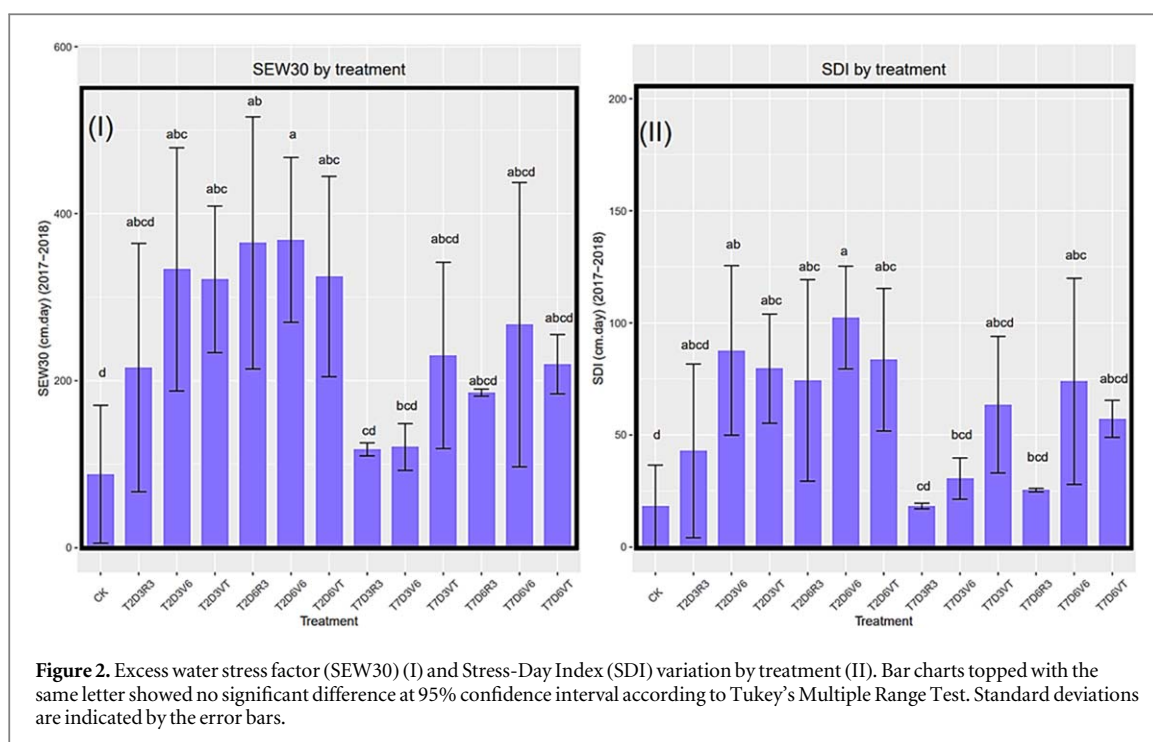 SEW30 by treatment
(I)
SEW30 (cm.day) (2017–2018)
600
400
200
0
d
abcd
abc
abc
ab
a
abc
cd
bcd
abcd
abcd
abcd
abcd
CK
T2D3R3
T2D3V6
T2D3VT
T2D6R3
T2D6V6
T2D6VT
T7D3R3
T7D3V6
T7D3VT
T7D6R3
T7D6V6
T7D6VT
Treatment
SDI by treatment
(II)
SDI (cm.day) (2017–2018)
200
150
100
50
0
d
abcd
ab
abc
abc
a
abc
cd
bcd
abcd
bcd
abc
abcd
CK
T2D3R3
T2D3V6
T2D3VT
T2D6R3
T2D6V6
T2D6VT
T7D3R3
T7D3V6
T7D3VT
T7D6R3
T7D6V6
T7D6VT
Treatment
Figure 2. Excess water stress factor (SEW30) (I) and Stress-Day Index (SDI) variation by treatment (II). Bar charts topped with the
same letter showed no significant difference at 95% confidence interval according to Tukey's Multiple Range Test. Standard deviations
are indicated by the error bars.